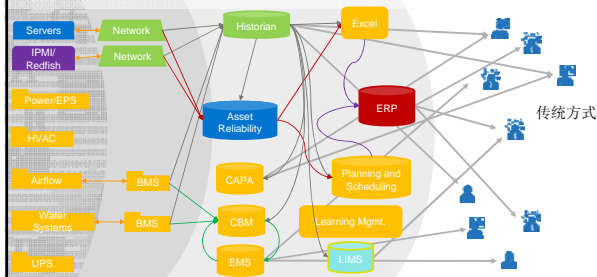 Servers
Network
Historian
Excel
IPMI/
Redfish
Network
Power/EPS
Asset
Reliability
ERP
传统方式
HVAC
Airflow
BMS
CAPA
Planning and
Scheduling
Water
Systems
BMS
CBM
Learning Mgmt.
UPS
EMS
LIMS